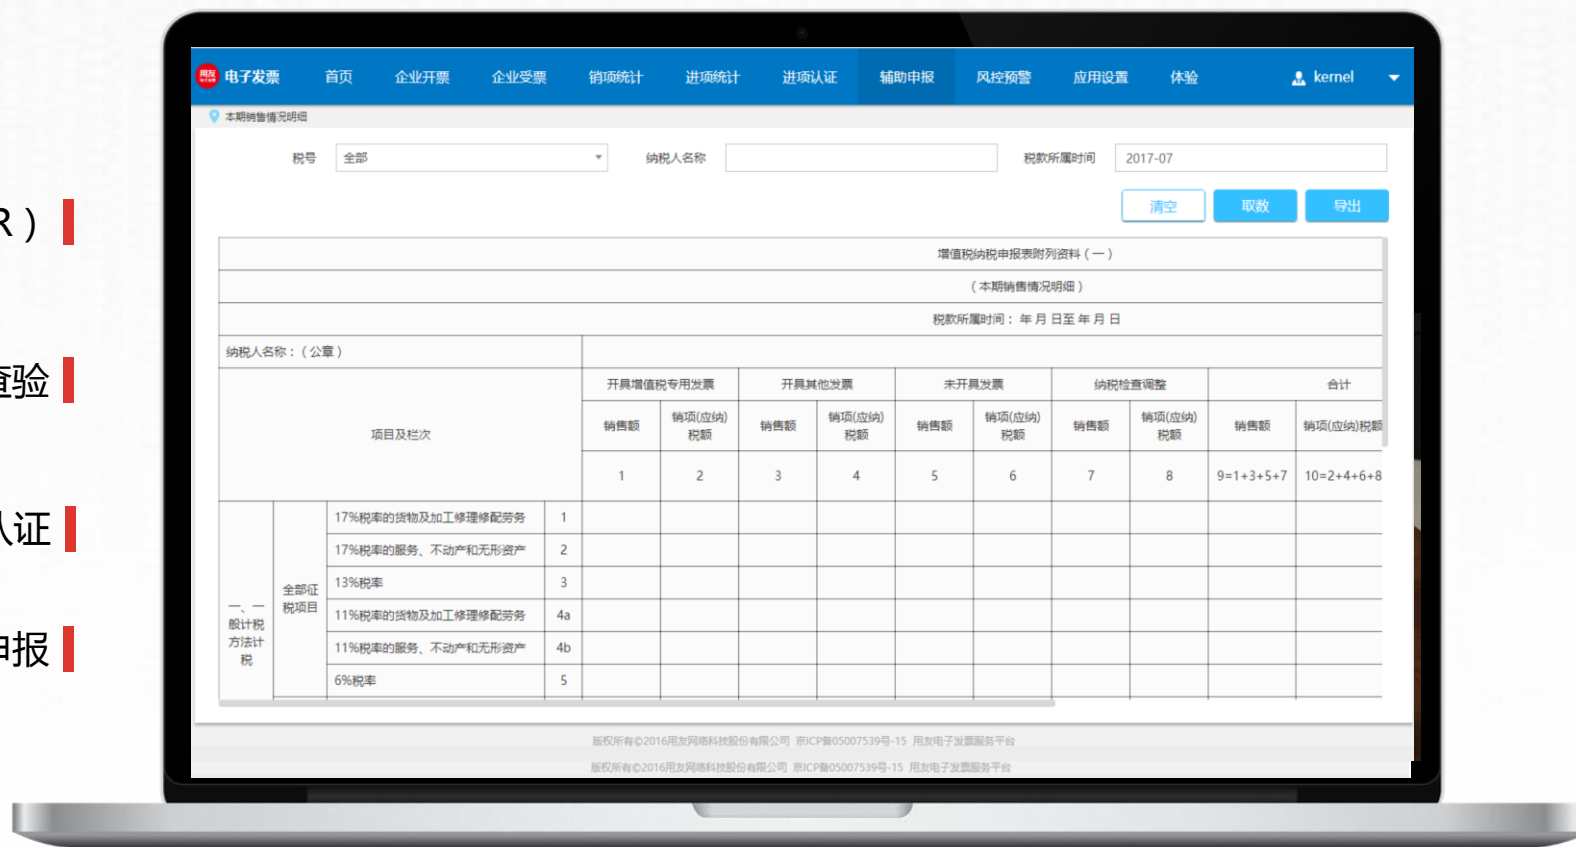 R）
查验
认证
申报
用友 电子发票 首页 企业开票 企业受票 销项统计 进项统计 进项认证 辅助申报 风控预警 应用设置 体验 kernel
本期销售情况明细
税号 全部 纳税人名称 税款所属时间 2017-07
清空 取数 导出
增值税纳税申报表附列资料（一）
（本期销售情况明细）
税款所属时间：年 月 日至 年 月 日
纳税人名称：（公章）
项目及栏次
开具增值税专用发票 开具其他发票 未开具发票 纳税检查调整 合计
销售额 销项(应纳)税额 销售额 销项(应纳)税额 销售额 销项(应纳)税额 销售额 销项(应纳)税额 销售额 销项(应纳)税额
1 2 3 4 5 6 7 8 9=1+3+5+7 10=2+4+6+8
一、一般计税方法计税
全部征税项目
17%税率的货物及加工修理修配劳务 1
17%税率的服务、不动产和无形资产 2
13%税率 3
11%税率的货物及加工修理修配劳务 4a
11%税率的服务、不动产和无形资产 4b
6%税率 5
版权所有©2016用友网络科技股份有限公司 京ICP备05007539号-15 用友电子发票服务平台
版权所有©2016用友网络科技股份有限公司 京ICP备05007539号-15 用友电子发票服务平台